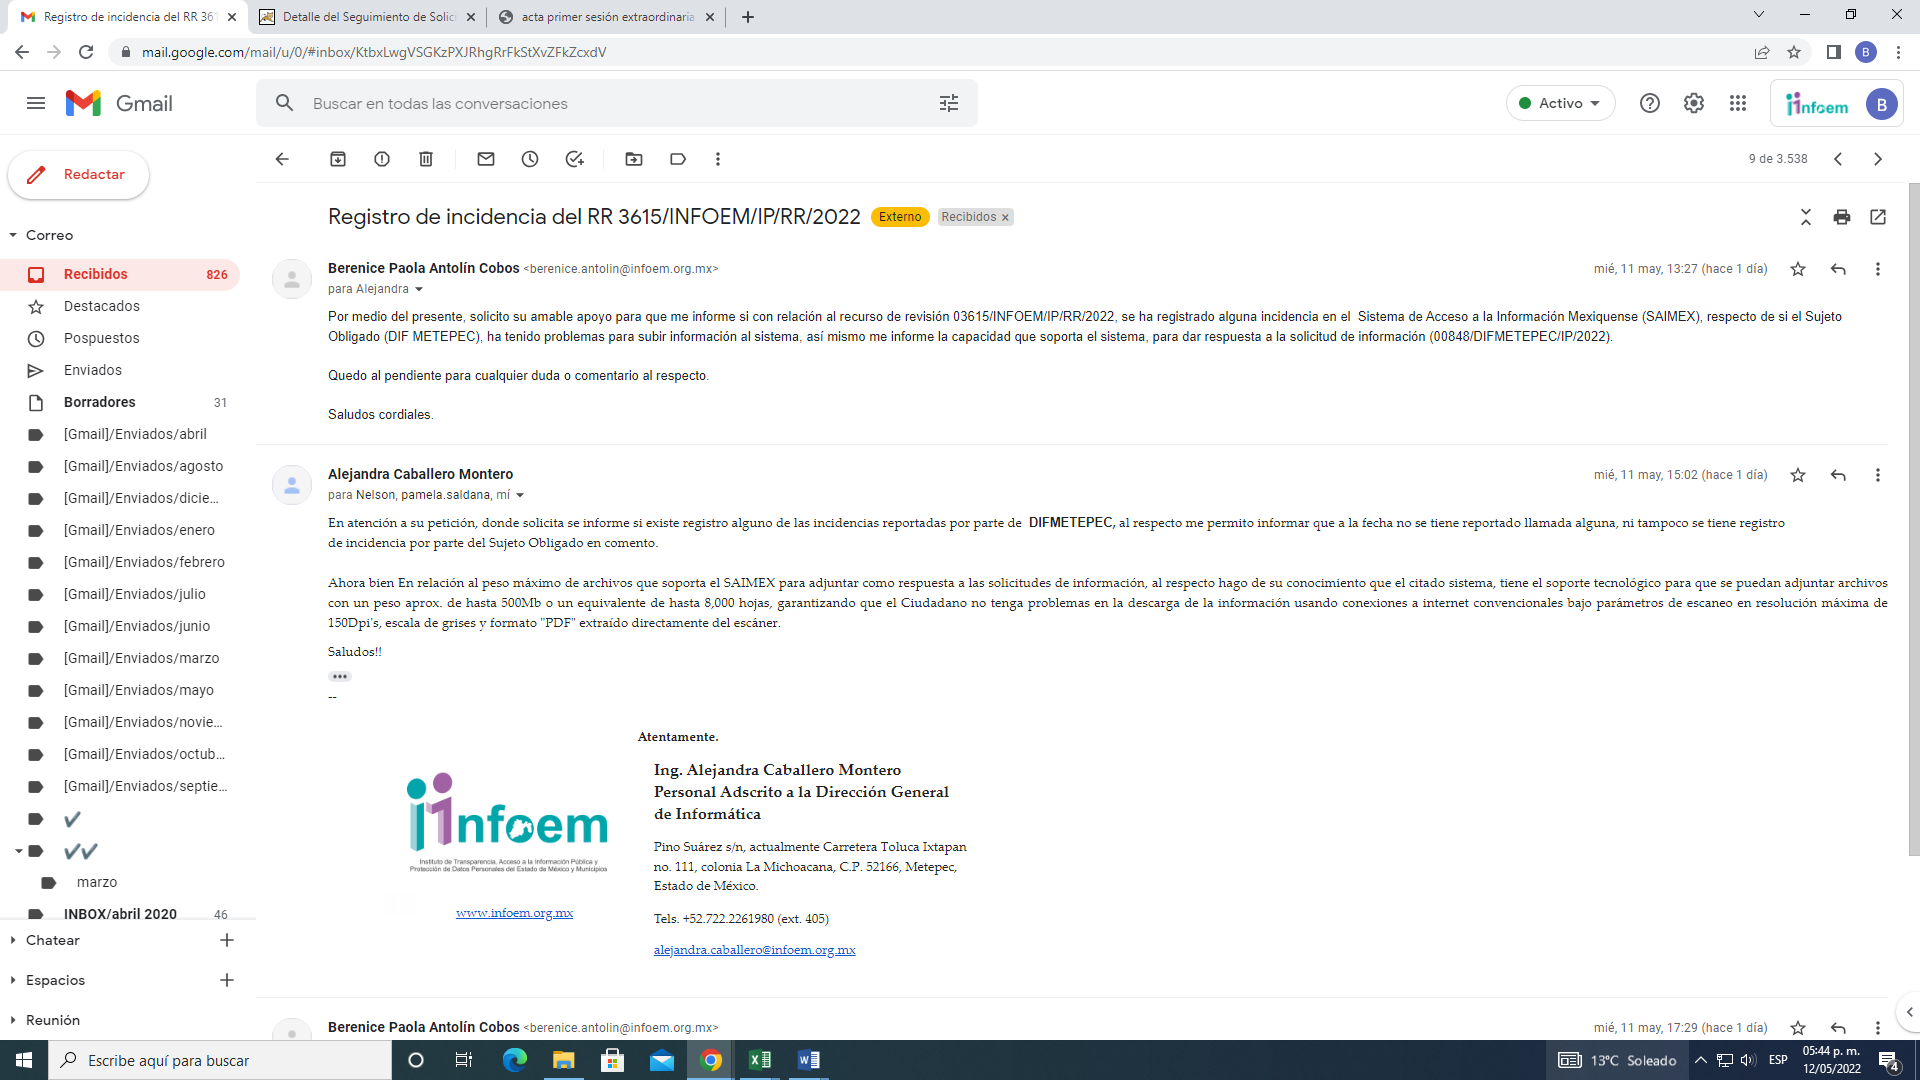 Registro de incidencia del RR 361
Detalle del Seguimiento de Solici
acta primer sesión extraordinaria
mail.google.com/mail/u/0/#inbox/KtbxLwgVSGKzPXJRhgRrFkStXvZFkZcxdV
B
Gmail
Buscar en todas las conversaciones
Activo
infoem
B
Redactar
9 de 3.538
Correo
Recibidos 826
Destacados
Pospuestos
Enviados
Borradores 31
[Gmail]/Enviados/abril
[Gmail]/Enviados/agosto
[Gmail]/Enviados/dicie...
[Gmail]/Enviados/enero
[Gmail]/Enviados/febrero
[Gmail]/Enviados/julio
[Gmail]/Enviados/junio
[Gmail]/Enviados/marzo
[Gmail]/Enviados/mayo
[Gmail]/Enviados/novie...
[Gmail]/Enviados/octub...
[Gmail]/Enviados/septie...
marzo
INBOX/abril 2020 46
Chatear
Espacios
Reunión
Registro de incidencia del RR 3615/INFOEM/IP/RR/2022 Externo Recibidos ×
Berenice Paola Antolín Cobos <berenice.antolin@infoem.org.mx> mié, 11 may, 13:27 (hace 1 día)
para Alejandra
Por medio del presente, solicito su amable apoyo para que me informe si con relación al recurso de revisión 03615/INFOEM/IP/RR/2022, se ha registrado alguna incidencia en el Sistema de Acceso a la Información Mexiquense (SAIMEX), respecto de si el Sujeto
Obligado (DIF METEPEC), ha tenido problemas para subir información al sistema, así mismo me informe la capacidad que soporta el sistema, para dar respuesta a la solicitud de información (00848/DIFMETEPEC/IP/2022).
Quedo al pendiente para cualquier duda o comentario al respecto.
Saludos cordiales.
Alejandra Caballero Montero mié, 11 may, 15:02 (hace 1 día)
para Nelson, pamela.saldana, mí
En atención a su petición, donde solicita se informe si existe registro alguno de las incidencias reportadas por parte de DIFMETEPEC, al respecto me permito informar que a la fecha no se tiene reportado llamada alguna, ni tampoco se tiene registro
de incidencia por parte del Sujeto Obligado en comento.
Ahora bien En relación al peso máximo de archivos que soporta el SAIMEX para adjuntar como respuesta a las solicitudes de información, al respecto hago de su conocimiento que el citado sistema, tiene el soporte tecnológico para que se puedan adjuntar archivos
con un peso aprox. de hasta 500Mb o un equivalente de hasta 8,000 hojas, garantizando que el Ciudadano no tenga problemas en la descarga de la información usando conexiones a internet convencionales bajo parámetros de escaneo en resolución máxima de
150Dpi's, escala de grises y formato "PDF" extraído directamente del escáner.
Saludos!!
--
Atentamente.
infoem
Instituto de Transparencia, Acceso a la Información Pública y
Protección de Datos Personales del Estado de México y Municipios
www.infoem.org.mx
Ing. Alejandra Caballero Montero
Personal Adscrito a la Dirección General
de Informática
Pino Suárez s/n, actualmente Carretera Toluca Ixtapan
no. 111, colonia La Michoacana, C.P. 52166, Metepec,
Estado de México.
Tels. +52.722.2261980 (ext. 405)
alejandra.caballero@infoem.org.mx
Berenice Paola Antolín Cobos <berenice.antolin@infoem.org.mx> mié, 11 may, 17:29 (hace 1 día)
Escribe aquí para buscar
13°C Soleado
ESP
05:44 p. m.
12/05/2022
4